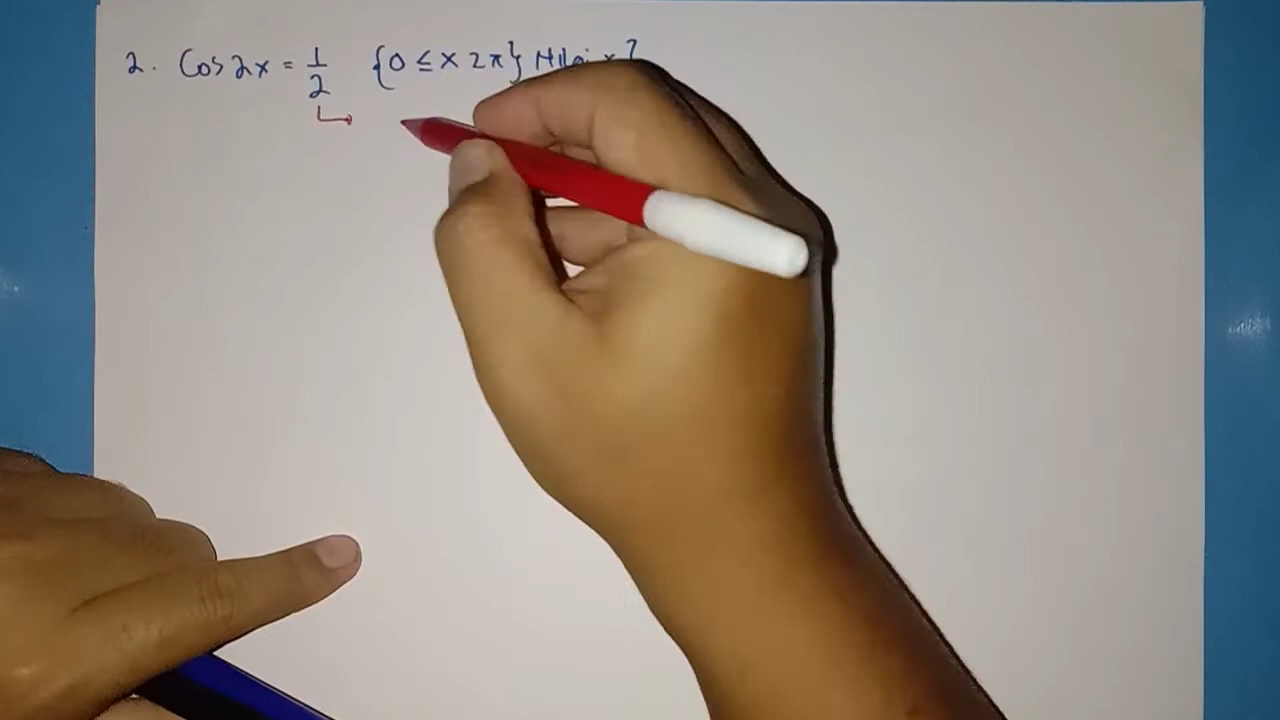 2. Cos 2x = 1/2 {0 ≤ x 2π} Nilai x?